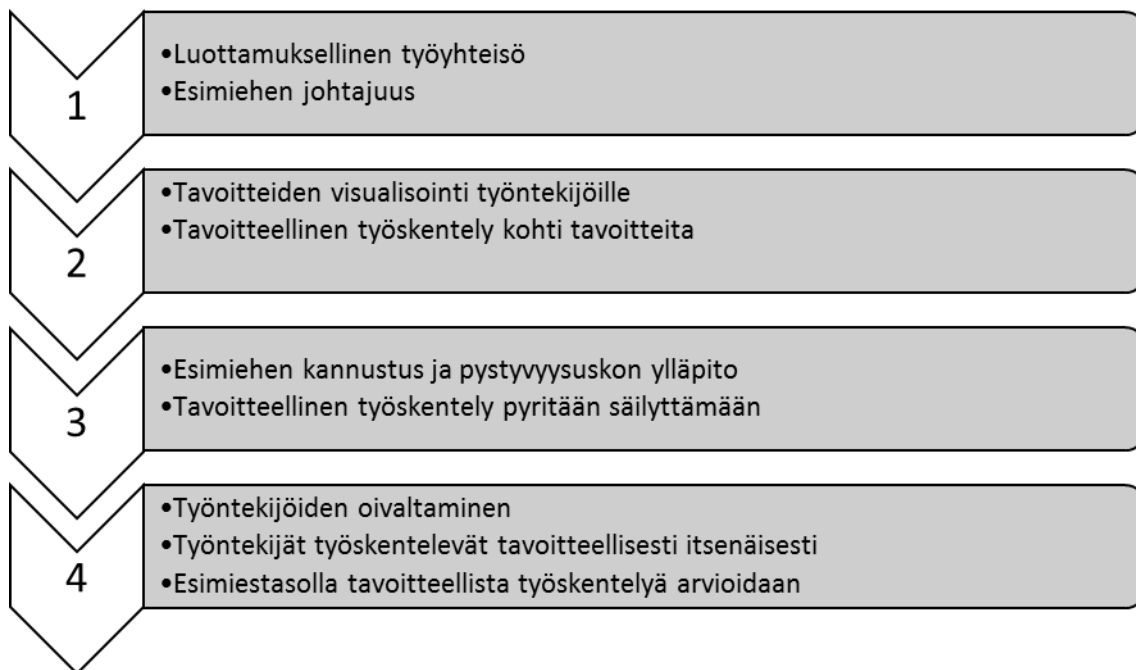 1
•Luottamuksellinen työyhteisö
•Esimiehen johtajuus
2
•Tavoitteiden visualisointi työntekijöille
•Tavoitteellinen työskentely kohti tavoitteita
3
•Esimiehen kannustus ja pystyvyysuskon ylläpito
•Tavoitteellinen työskentely pyritään säilyttämään
4
•Työntekijöiden oivaltaminen
•Työntekijät työskentelevät tavoitteellisesti itsenäisesti
•Esimiestasolla tavoitteellista työskentelyä arvioidaan